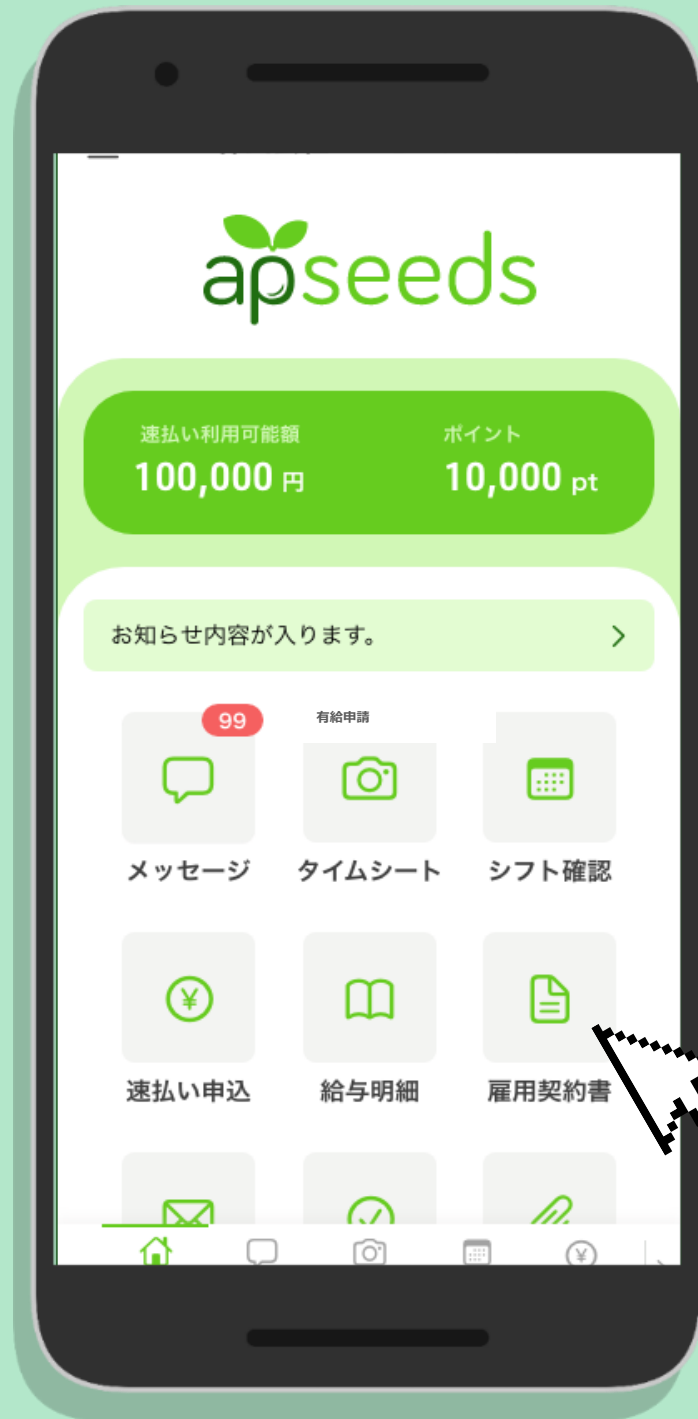 apseeds
速払い利用可能額
ポイント
100,000 円
10,000 pt
お知らせ内容が入ります。
99
有給申請
メッセージ
タイムシート
シフト確認
速払い申込
給与明細
雇用契約書